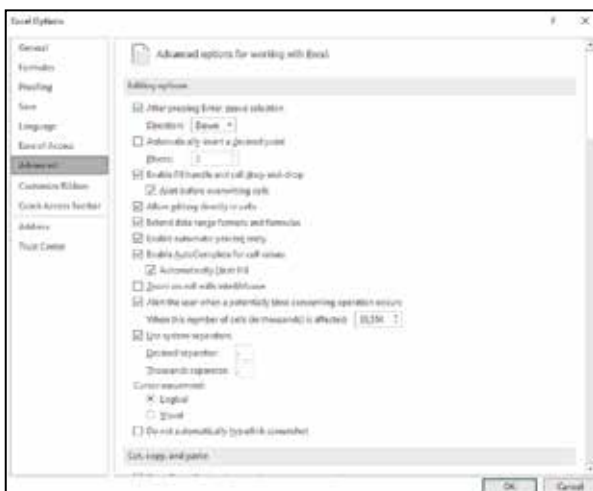 Excel Options
? ×
General
Formulas
Proofing
Save
Language
Ease of Access
Advanced
Customize Ribbon
Quick Access Toolbar
Add-ins
Trust Center
Advanced options for working with Excel.
Editing options
After pressing Enter, move selection
Direction: Down
Automatically insert a decimal point
Places: 2
Enable fill handle and cell drag-and-drop
Alert before overwriting cells
Allow editing directly in cells
Extend data range formats and formulas
Enable automatic percent entry
Enable AutoComplete for cell values
Automatically Flash Fill
Zoom on roll with IntelliMouse
Alert the user when a potentially time consuming operation occurs
When this number of cells (in thousands) is affected:
Use system separators
Decimal separator:
Thousands separator:
Cursor movement:
Logical
Visual
Do not automatically hyperlink screenshot
Cut, copy, and paste
OK Cancel